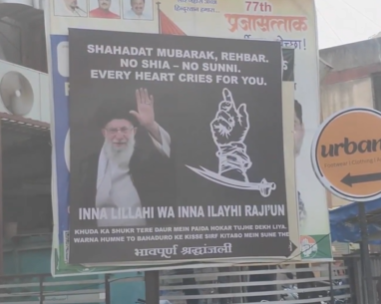 77th
प्रजासत्ताक
SHAHADAT MUBARAK, REHBAR.
NO SHIA – NO SUNNI.
EVERY HEART CRIES FOR YOU.
INNA LILLAHI WA INNA ILAYHI RAJI'UN
KHUDA KA SHUKR TERE DAUR MEIN PAIDA HOKAR TUJHE DEKH LIYA,
WARNA HUMNE TO BAHADURO KE KISSE SIRF KITABO MEIN SUNE THE
भावपूर्ण श्रद्धांजली
urban